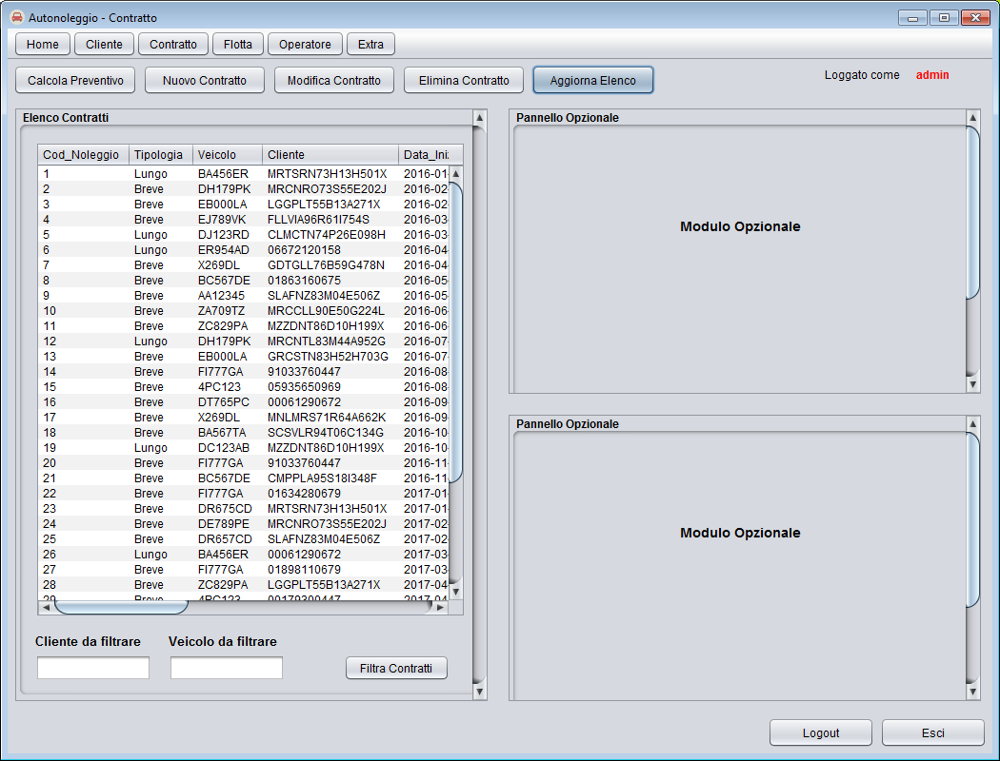 Autonoleggio - Contratto
Home Cliente Contratto Flotta Operatore Extra
Calcola Preventivo Nuovo Contratto Modifica Contratto Elimina Contratto Aggiorna Elenco Loggato come admin
Elenco Contratti
Cod_Noleggio Tipologia Veicolo Cliente Data_Ini
1 Lungo BA456ER MRTSRN73H13H501X 2016-01-
2 Breve DH179PK MRCNRO73S55E202J 2016-02-
3 Breve EB000LA LGGPLT55B13A271X 2016-02-
4 Breve EJ789VK FLLVIA96R61I754S 2016-03-
5 Lungo DJ123RD CLMCTN74P26E098H 2016-03-
6 Lungo ER954AD 06672120158 2016-04-
7 Breve X269DL GDTGLL76B59G478N 2016-04-
8 Breve BC567DE 01863160675 2016-05-
9 Breve AA12345 SLAFNZ83M04E506Z 2016-05-
10 Breve ZA709TZ MRCCLL90E50G224L 2016-06-
11 Breve ZC829PA MZZDNT86D10H199X 2016-06-
12 Lungo DH179PK MRCNTL83M44A952G 2016-07-
13 Breve EB000LA GRCSTN83H52H703G 2016-07-
14 Breve FI777GA 91033760447 2016-08-
15 Breve 4PC123 05935650969 2016-08-
16 Breve DT765PC 00061290672 2016-09-
17 Breve X269DL MNLMRS71R64A662K 2016-09-
18 Breve BA567TA SCSVLR94T06C134G 2016-10-
19 Lungo DC123AB MZZDNT86D10H199X 2016-10-
20 Breve FI777GA 91033760447 2016-11-
21 Breve BC567DE CMPPLA95S18I348F 2016-11-
22 Breve FI777GA 01634280679 2017-01-
23 Breve DR675CD MRTSRN73H13H501X 2017-01-
24 Breve DE789PE MRCNRO73S55E202J 2017-02-
25 Breve DR657CD SLAFNZ83M04E506Z 2017-02-
26 Lungo BA456ER 00061290672 2017-03-
27 Breve FI777GA 01898110679 2017-03-
28 Breve ZC829PA LGGPLT55B13A271X 2017-04-
29 Breve 4PC123 00179300447 2017-04-
Cliente da filtrare Veicolo da filtrare
Filtra Contratti
Pannello Opzionale
Modulo Opzionale
Pannello Opzionale
Modulo Opzionale
Logout Esci